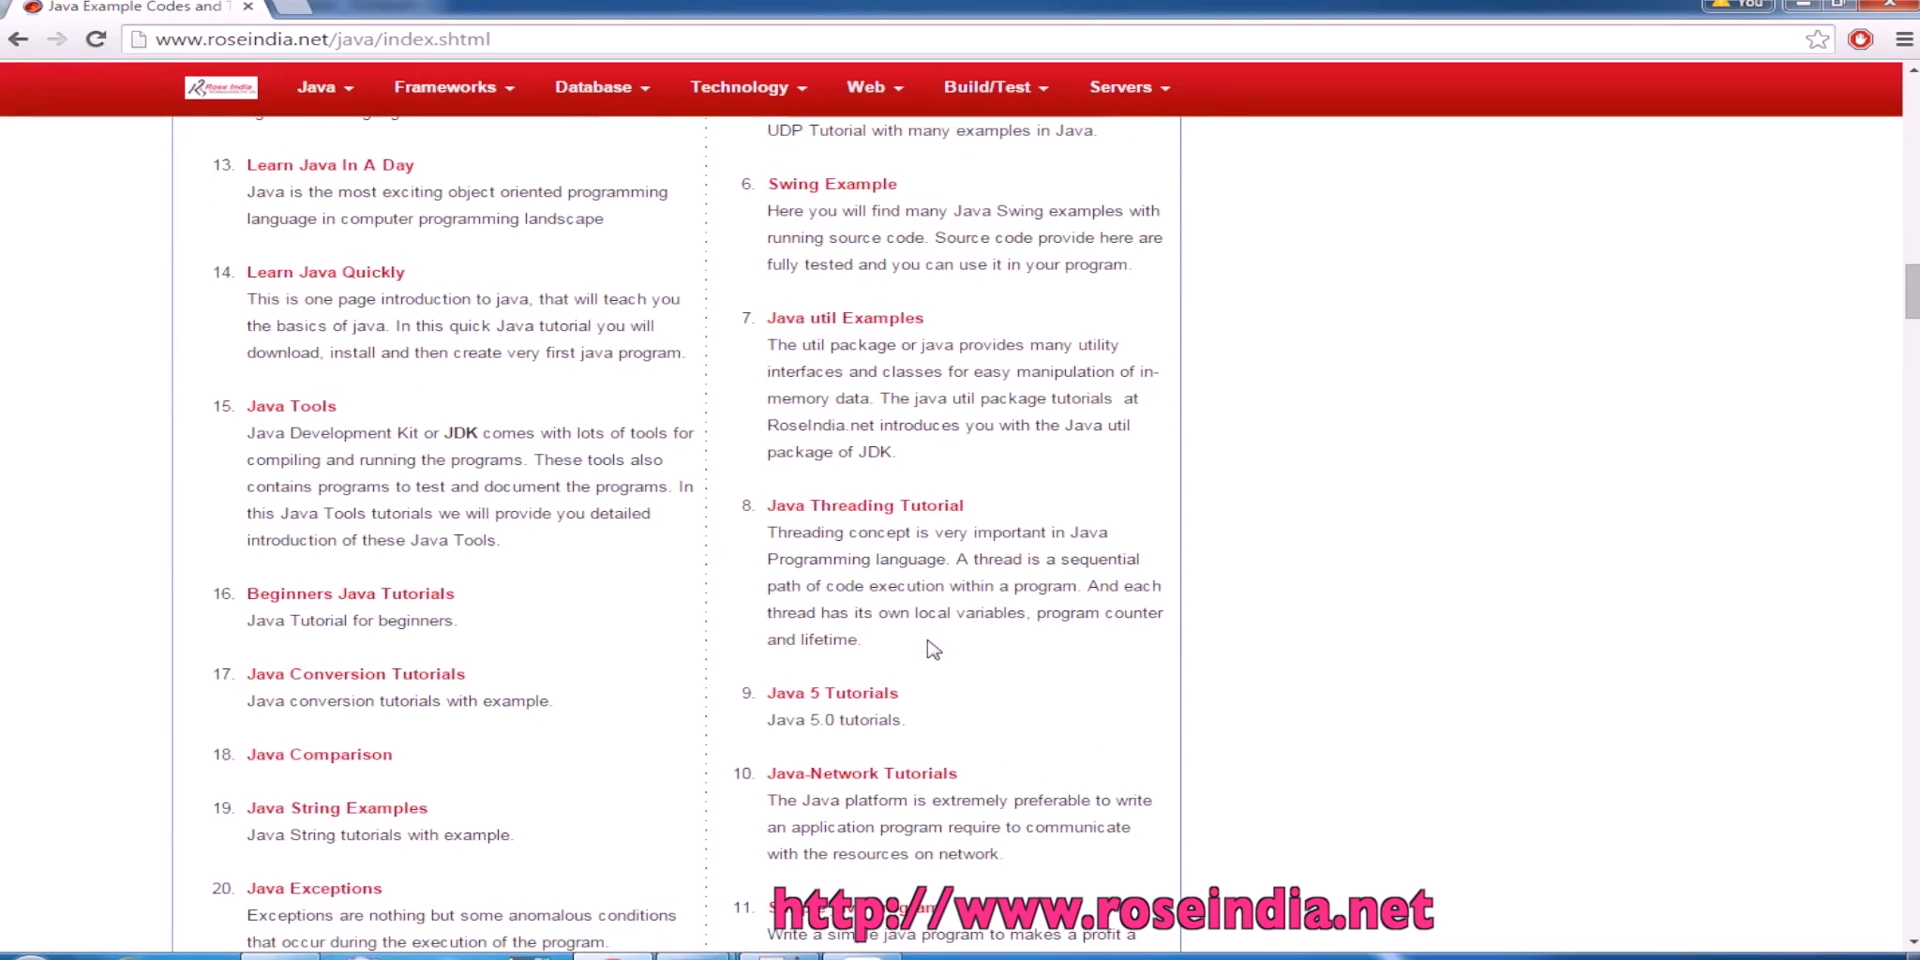 Java Example Codes and T
You
www.roseindia.net/java/index.shtml
Rose India
Java Frameworks Database Technology Web Build/Test Servers
13. Learn Java In A Day
Java is the most exciting object oriented programming
language in computer programming landscape
14. Learn Java Quickly
This is one page introduction to java, that will teach you
the basics of java. In this quick Java tutorial you will
download, install and then create very first java program.
15. Java Tools
Java Development Kit or JDK comes with lots of tools for
compiling and running the programs. These tools also
contains programs to test and document the programs. In
this Java Tools tutorials we will provide you detailed
introduction of these Java Tools.
16. Beginners Java Tutorials
Java Tutorial for beginners.
17. Java Conversion Tutorials
Java conversion tutorials with example.
18. Java Comparison
19. Java String Examples
Java String tutorials with example.
20. Java Exceptions
Exceptions are nothing but some anomalous conditions
that occur during the execution of the program.
UDP Tutorial with many examples in Java.
6. Swing Example
Here you will find many Java Swing examples with
running source code. Source code provide here are
fully tested and you can use it in your program.
7. Java util Examples
The util package or java provides many utility
interfaces and classes for easy manipulation of in-
memory data. The java util package tutorials at
RoseIndia.net introduces you with the Java util
package of JDK.
8. Java Threading Tutorial
Threading concept is very important in Java
Programming language. A thread is a sequential
path of code execution within a program. And each
thread has its own local variables, program counter
and lifetime.
9. Java 5 Tutorials
Java 5.0 tutorials.
10. Java-Network Tutorials
The Java platform is extremely preferable to write
an application program require to communicate
with the resources on network.
11.
Write a simple java program to makes a profit a
http://www.roseindia.net